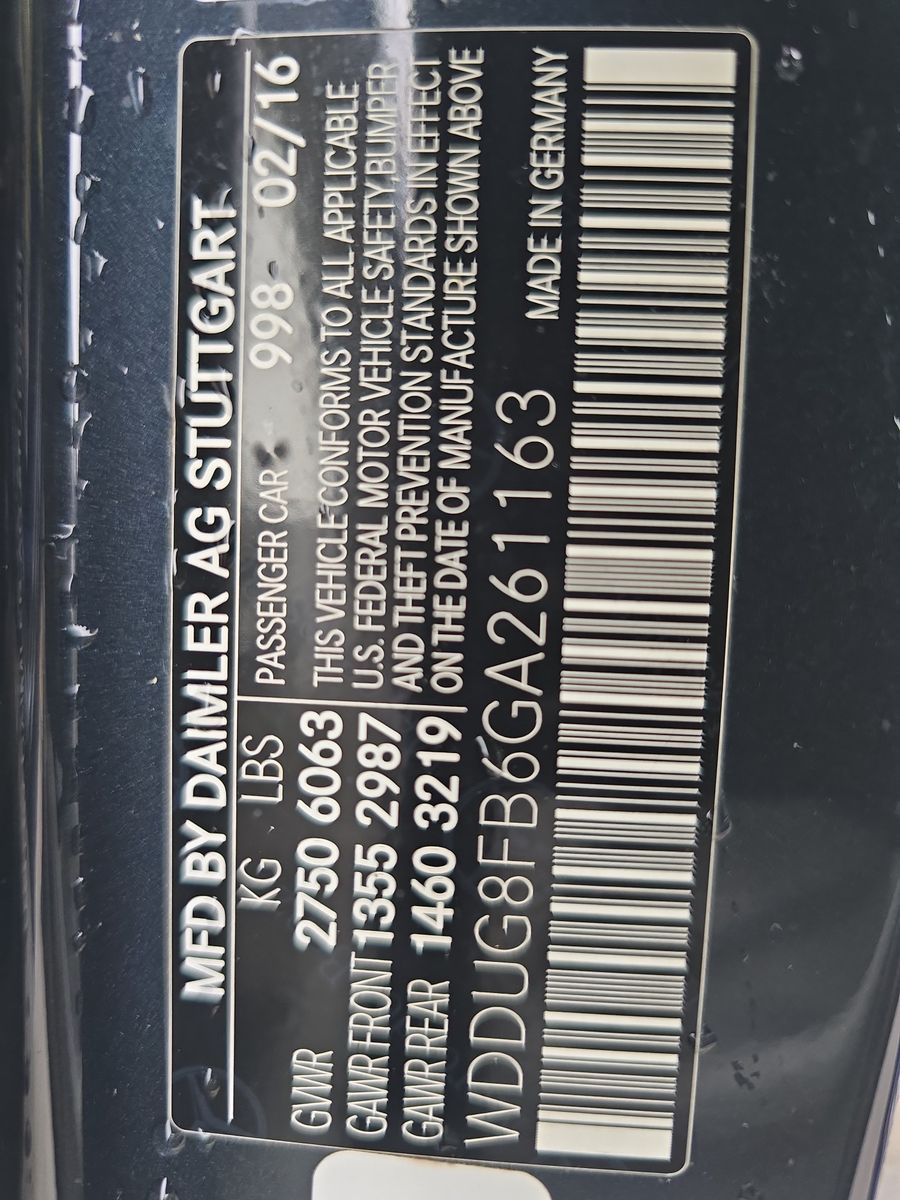 MFD BY DAIMLER AG STUTTGART
KG LBS
GVWR 2750 6063
GAWR FRONT 1355 2987
GAWR REAR 1460 3219
PASSENGER CAR 998 02/16
THIS VEHICLE CONFORMS TO ALL APPLICABLE
U.S. FEDERAL MOTOR VEHICLE SAFETY, BUMPER
AND THEFT PREVENTION STANDARDS IN EFFECT
ON THE DATE OF MANUFACTURE SHOWN ABOVE
WDDUG8FB6GA261163 MADE IN GERMANY